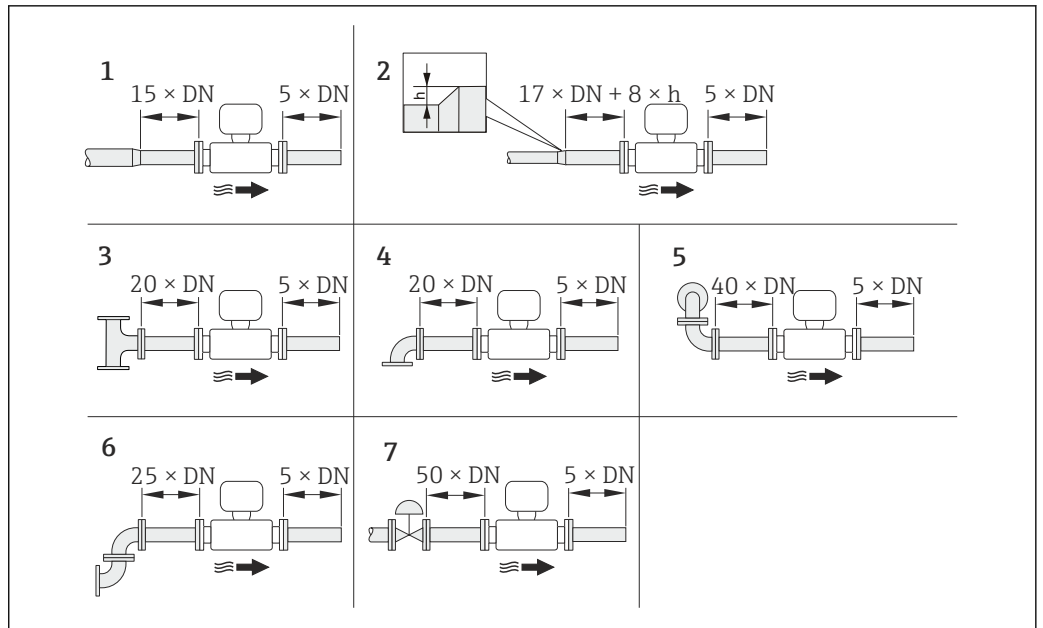 1
15 × DN 5 × DN
2
h
17 × DN + 8 × h 5 × DN
3
20 × DN 5 × DN
4
20 × DN 5 × DN
5
40 × DN 5 × DN
6
25 × DN 5 × DN
7
50 × DN 5 × DN